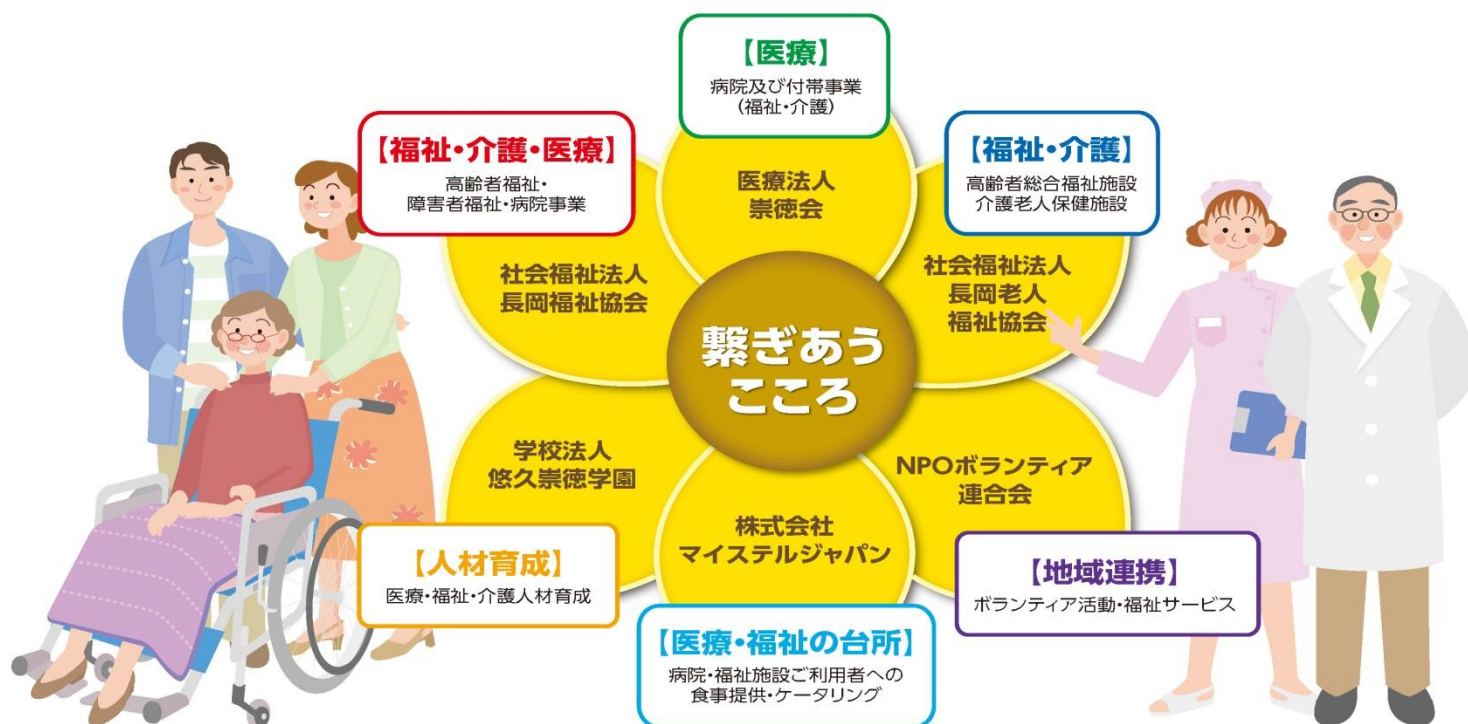 【医療】
病院及び付帯事業
（福祉・介護）
医療法人
崇徳会
【福祉・介護・医療】
高齢者福祉・
障害者福祉・病院事業
社会福祉法人
長岡福祉協会
【福祉・介護】
高齢者総合福祉施設
介護老人保健施設
社会福祉法人
長岡老人
福祉協会
繋ぎあう
こころ
学校法人
悠久崇徳学園
【人材育成】
医療・福祉・介護人材育成
株式会社
マイステルジャパン
【医療・福祉の台所】
病院・福祉施設ご利用者への
食事提供・ケータリング
NPOボランティア
連合会
【地域連携】
ボランティア活動・福祉サービス